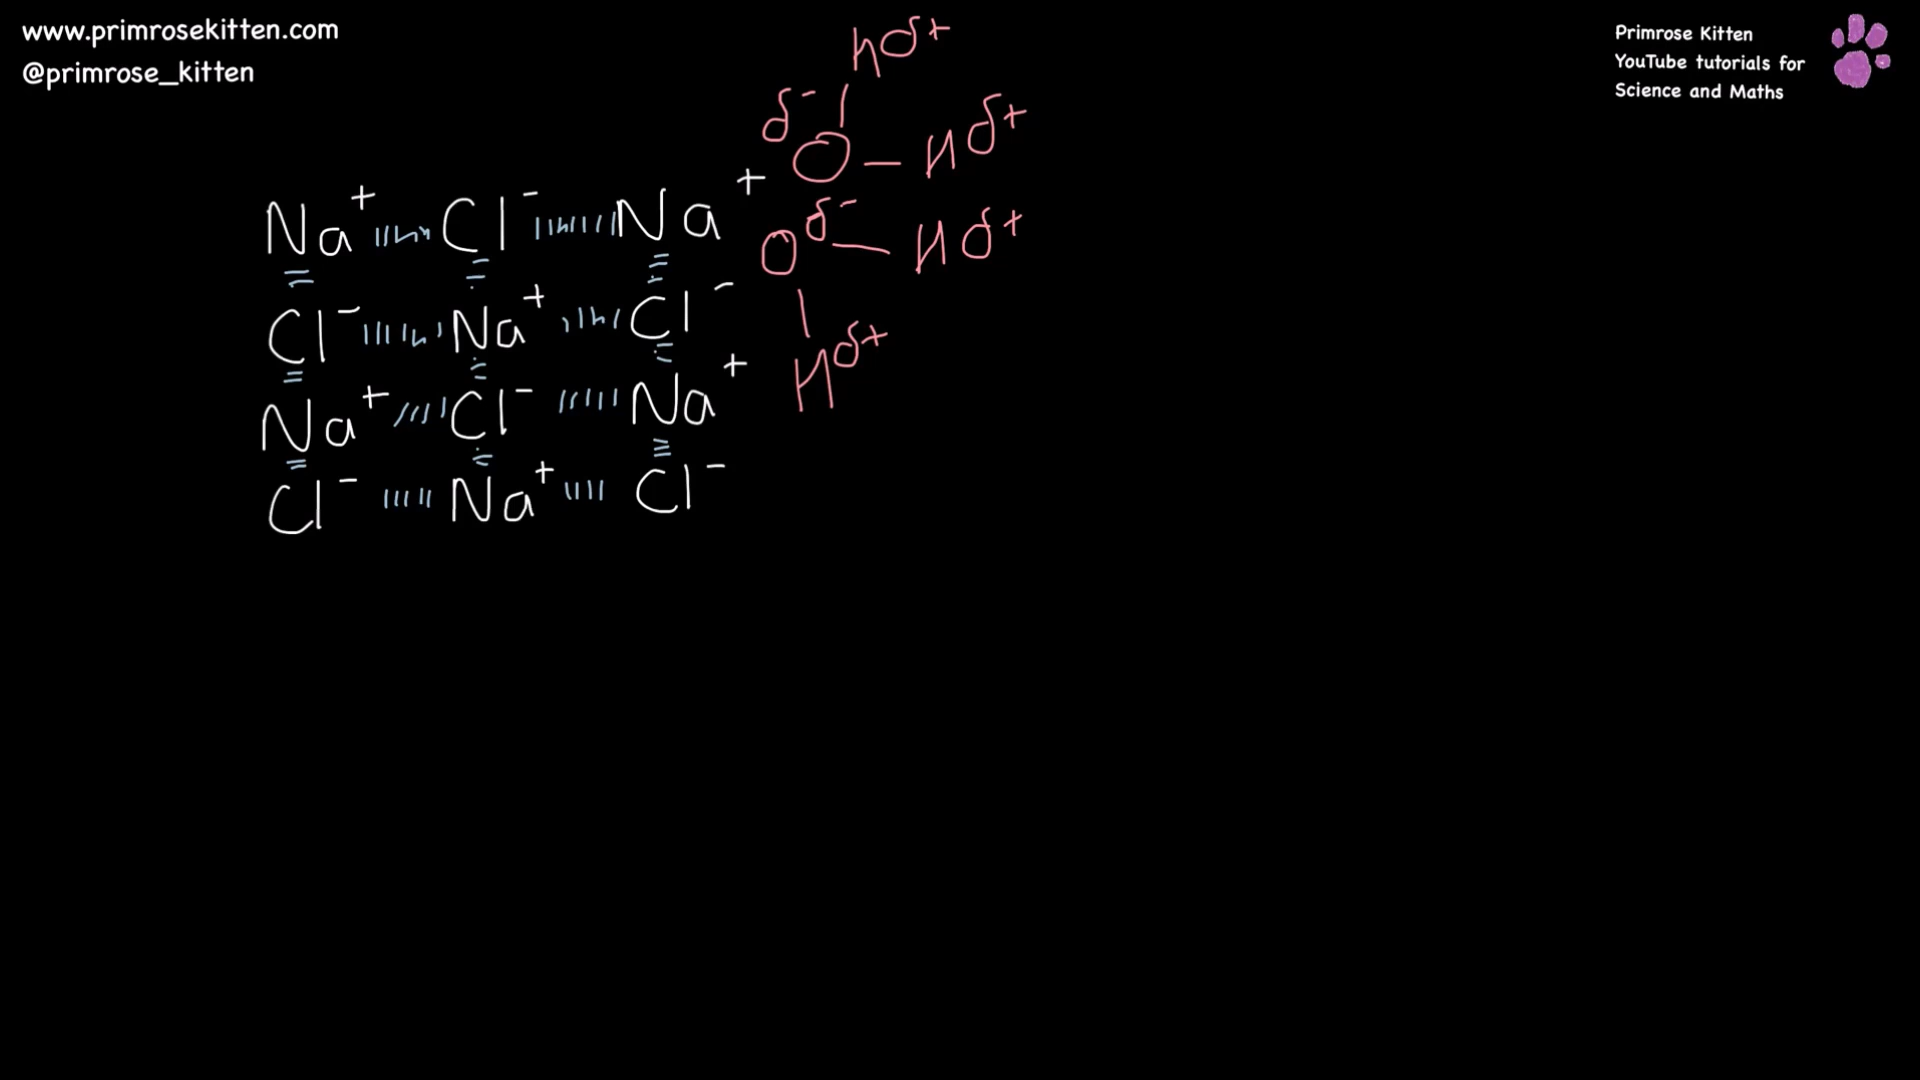 www.primrosekitten.com
@primrose_kitten
Primrose Kitten
YouTube tutorials for
Science and Maths
Hδ+
δ-
O - Hδ+
Na+ Cl- Na+
Oδ- - Hδ+
Cl- Na+ Cl-
Hδ+
Na+ Cl- Na+
Cl- Na+ Cl-